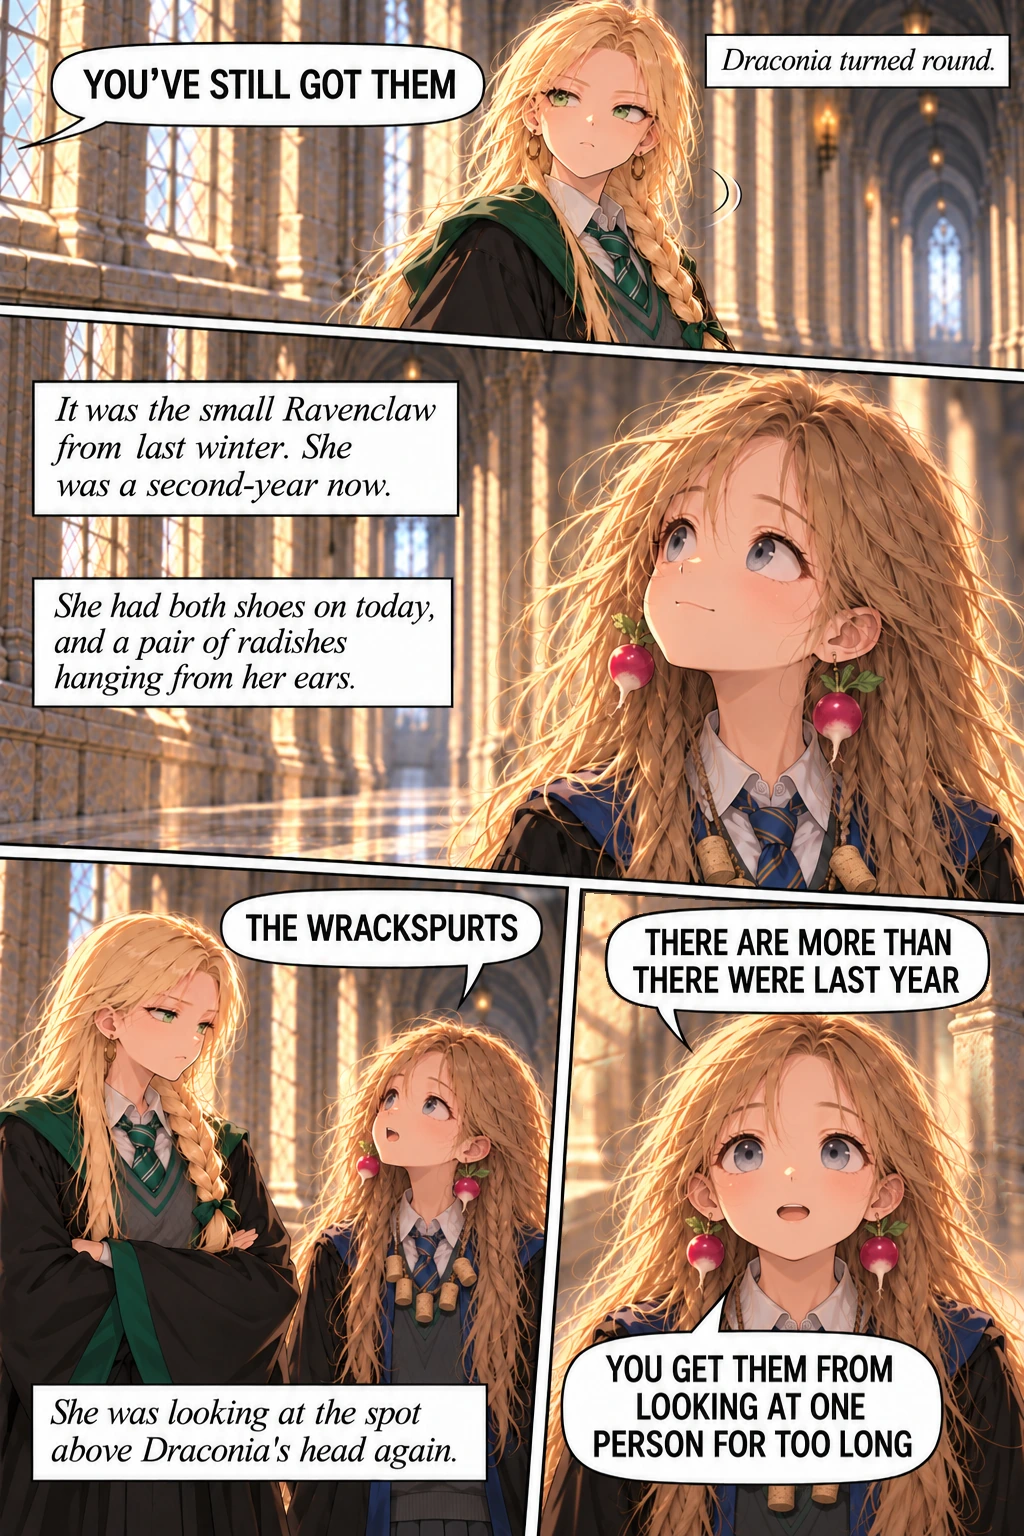 YOU'VE STILL GOT THEM
Draconia turned round.
It was the small Ravenclaw
from last winter. She
was a second-year now.
She had both shoes on today,
and a pair of radishes
hanging from her ears.
THE WRACKSPURTS
She was looking at the spot
above Draconia's head again.
THERE ARE MORE THAN
THERE WERE LAST YEAR
YOU GET THEM FROM
LOOKING AT ONE
PERSON FOR TOO LONG